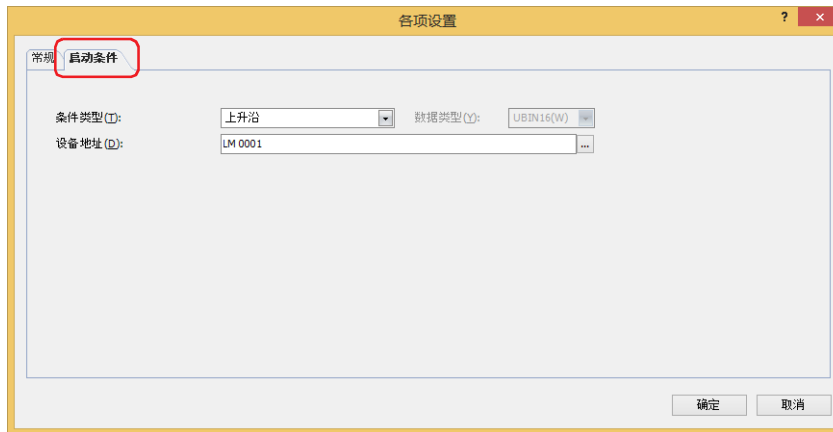 各项设置
? ×
常规 启动条件
条件类型(T): 上升沿 数据类型(Y): UBIN16(W)
设备地址(D): LM 0001 ...
确定 取消